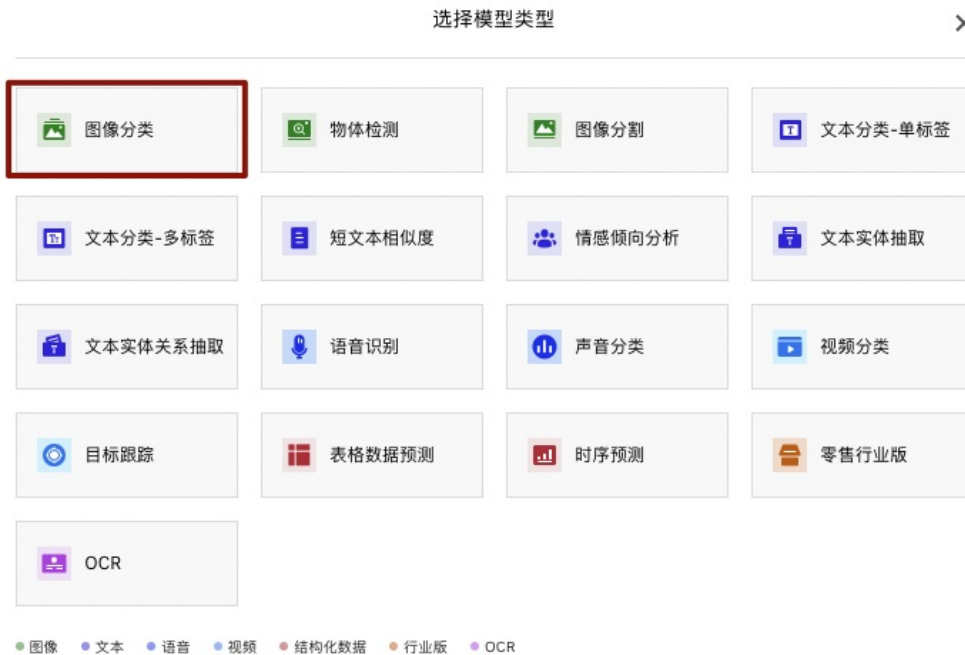 选择模型类型
图像分类
物体检测
图像分割
文本分类-单标签
文本分类-多标签
短文本相似度
情感倾向分析
文本实体抽取
文本实体关系抽取
语音识别
声音分类
视频分类
目标跟踪
表格数据预测
时序预测
零售行业版
OCR
图像 文本 语音 视频 结构化数据 行业版 OCR